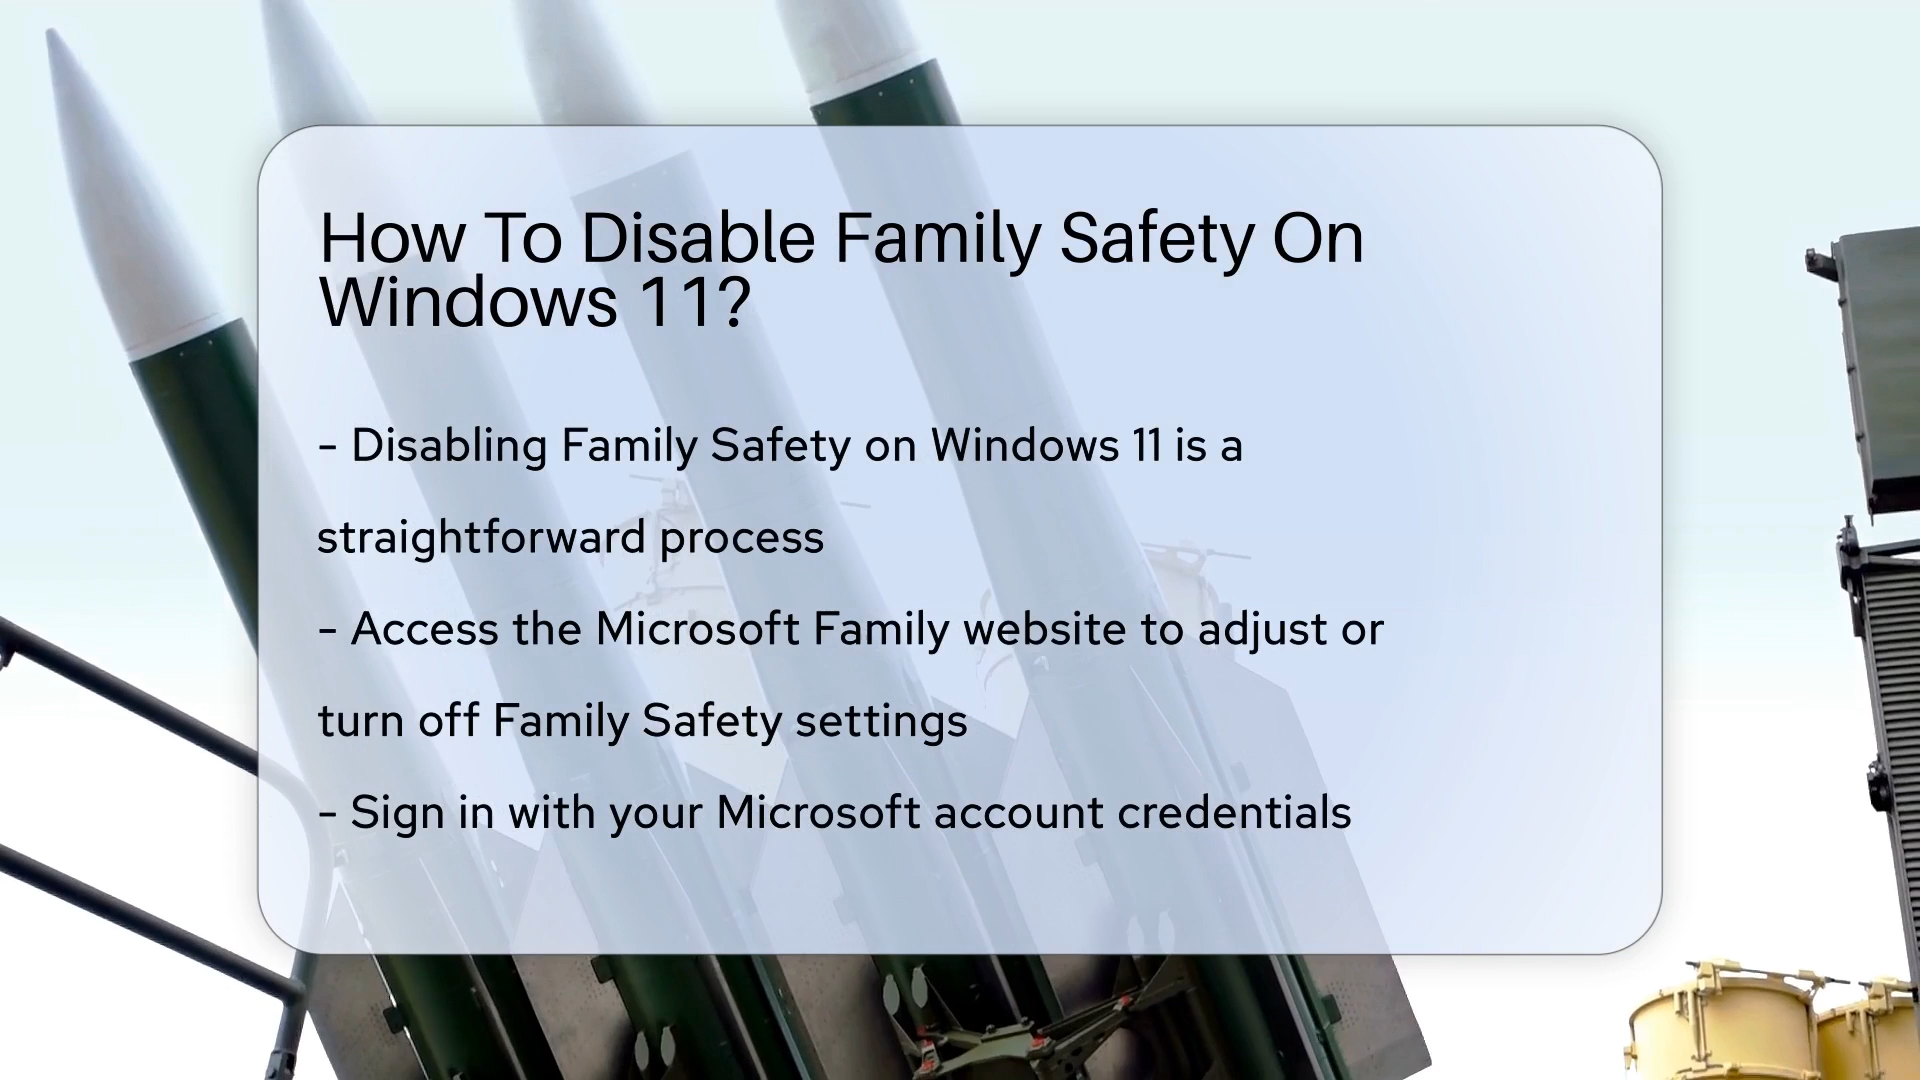 How To Disable Family Safety On
Windows 11?
- Disabling Family Safety on Windows 11 is a
straightforward process
- Access the Microsoft Family website to adjust or
turn off Family Safety settings
- Sign in with your Microsoft account credentials